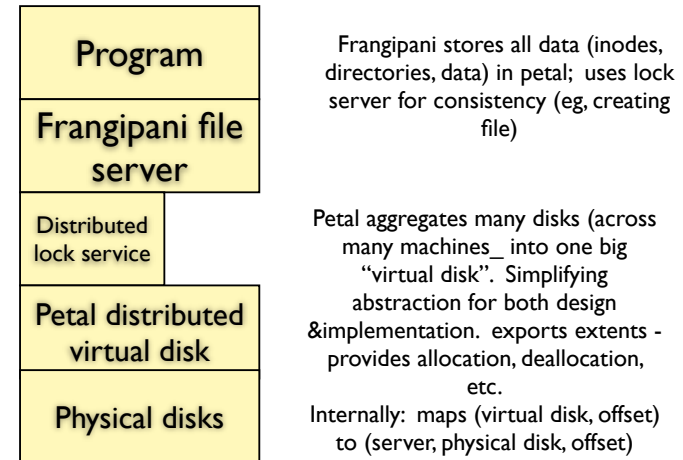 Program
Frangipani file
server
Distributed
lock service
Petal distributed
virtual disk
Physical disks
Frangipani stores all data (inodes,
directories, data) in petal; uses lock
server for consistency (eg, creating
file)
Petal aggregates many disks (across
many machines_ into one big
“virtual disk”. Simplifying
abstraction for both design
&implementation. exports extents -
provides allocation, deallocation,
etc.
Internally: maps (virtual disk, offset)
to (server, physical disk, offset)